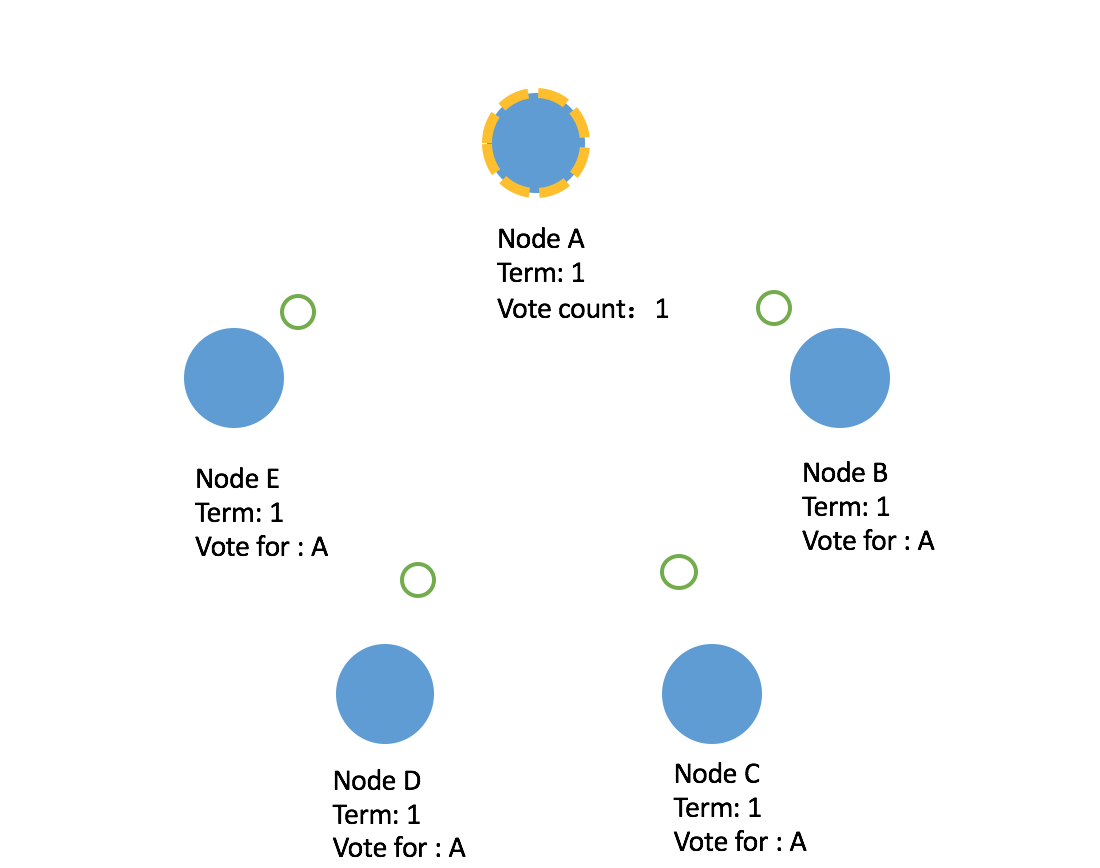 Node A
Term: 1
Vote count：1
Node E
Term: 1
Vote for : A
Node B
Term: 1
Vote for : A
Node D
Term: 1
Vote for : A
Node C
Term: 1
Vote for : A